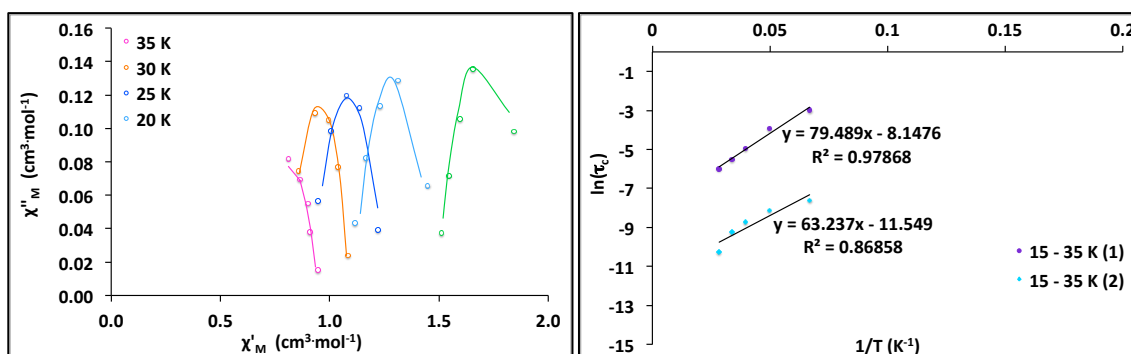 0.16
0.14
0.12
0.10
0.08
0.06
0.04
0.02
0.00
χ''M (cm³·mol⁻¹)
35 K
30 K
25 K
20 K
0.0 0.5 1.0 1.5 2.0
χ'M (cm³·mol⁻¹)
0 0.05 0.1 0.15 0.2
-1
-3
-5
-7
-9
-11
-13
-15
ln(τc)
y = 79.489x - 8.1476
R² = 0.97868
y = 63.237x - 11.549
R² = 0.86858
15 - 35 K (1)
15 - 35 K (2)
1/T (K⁻¹)